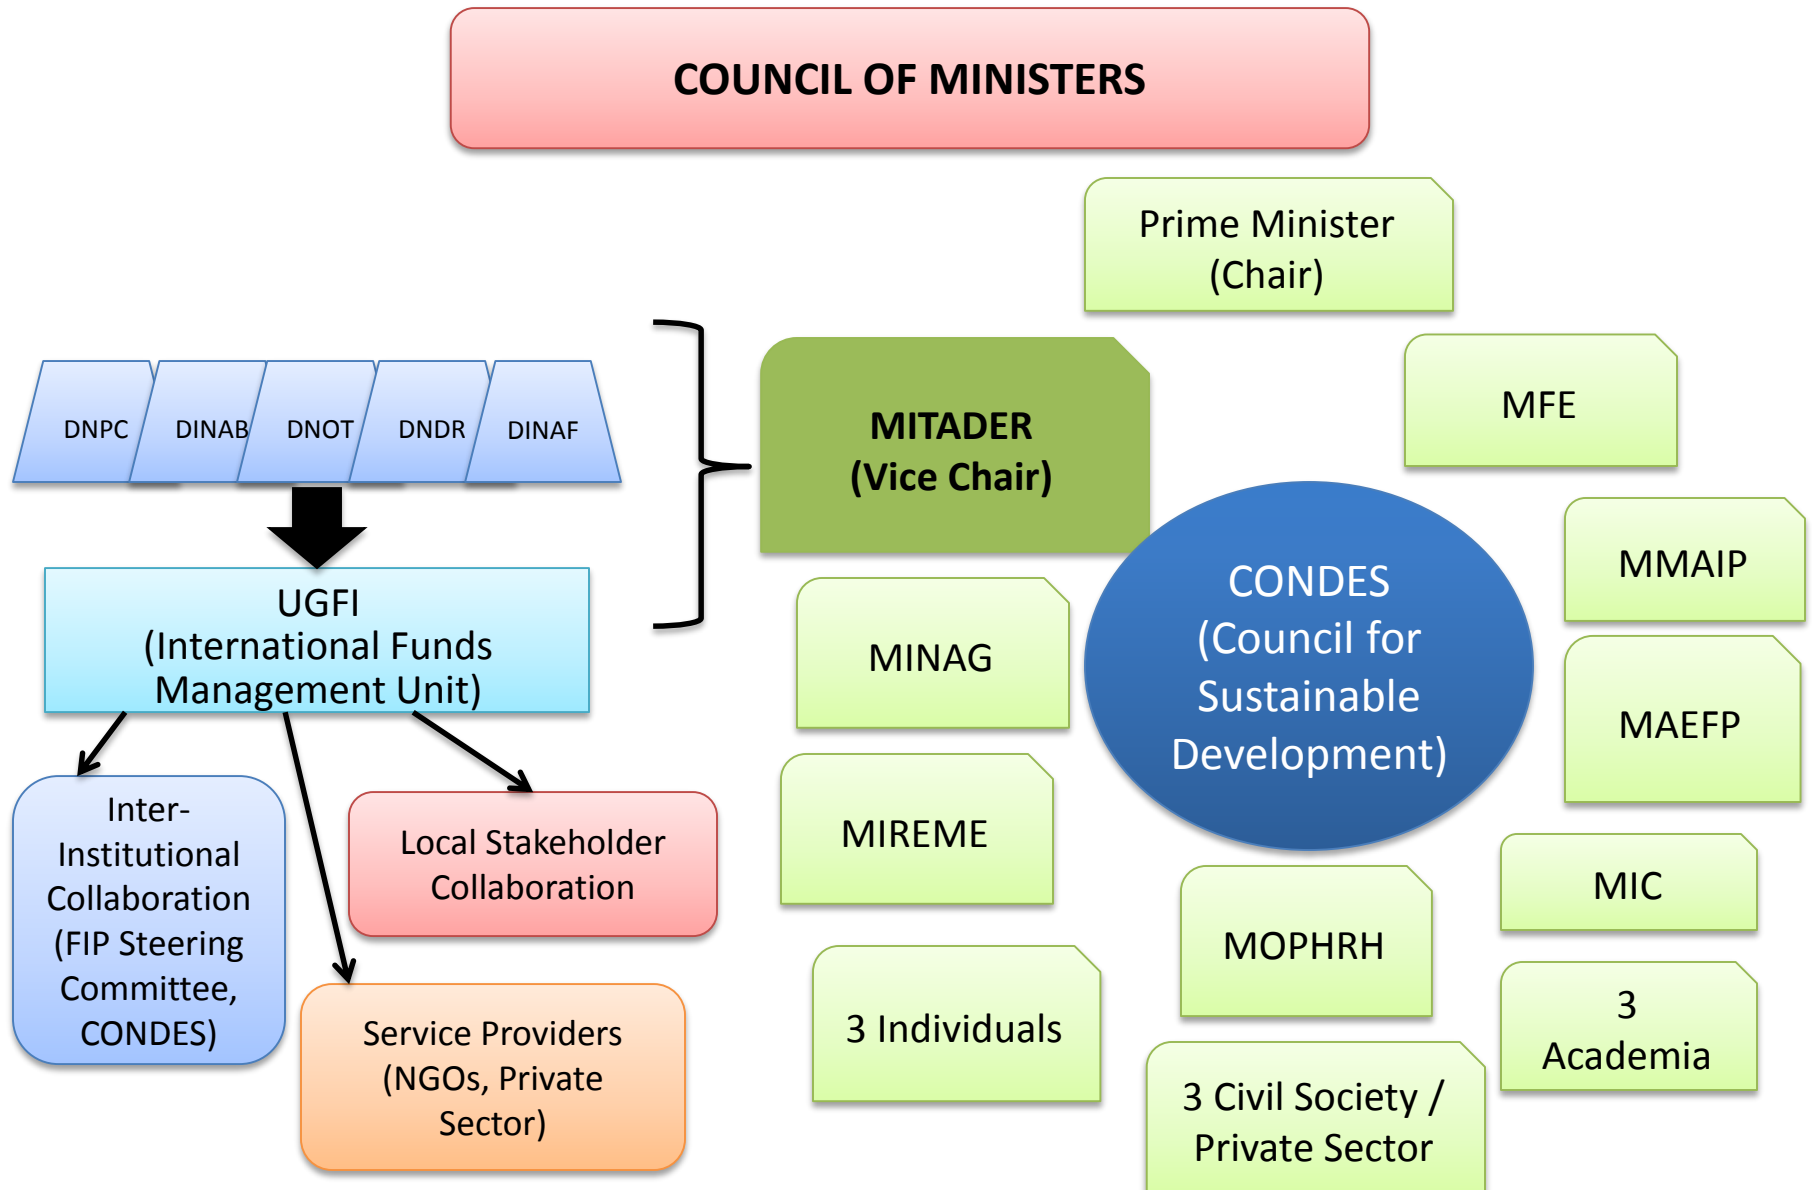 COUNCIL OF MINISTERS
Prime Minister
(Chair)
MFE
MITADER
(Vice Chair)
DNPC
DINAB
DNOT
DNDR
DINAF
UGFI
(International Funds
Management Unit)
Inter-
Institutional
Collaboration
(FIP Steering
Committee,
CONDES)
Local Stakeholder
Collaboration
Service Providers
(NGOs, Private
Sector)
CONDES
(Council for
Sustainable
Development)
MMAIP
MINAG
MAEFP
MIREME
MIC
MOPHRH
3 Individuals
3
Academia
3 Civil Society /
Private Sector